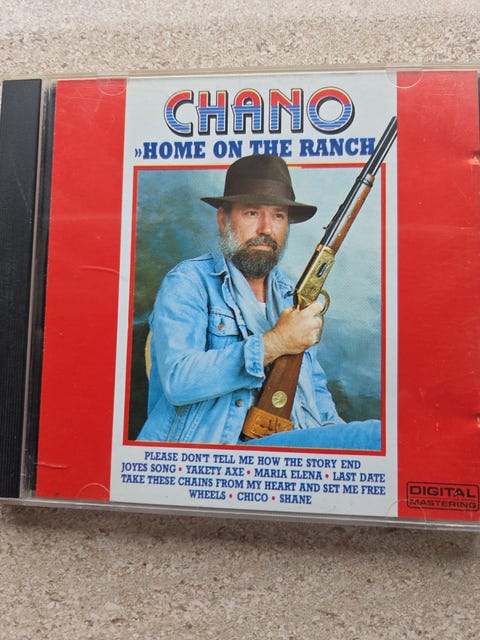 CHANO
»HOME ON THE RANCH
PLEASE DON'T TELL ME HOW THE STORY END
JOYES SONG • YAKETY AXE • MARIA ELENA • LAST DATE
TAKE THESE CHAINS FROM MY HEART AND SET ME FREE
WHEELS • CHICO • SHANE
DIGITAL
MASTERING